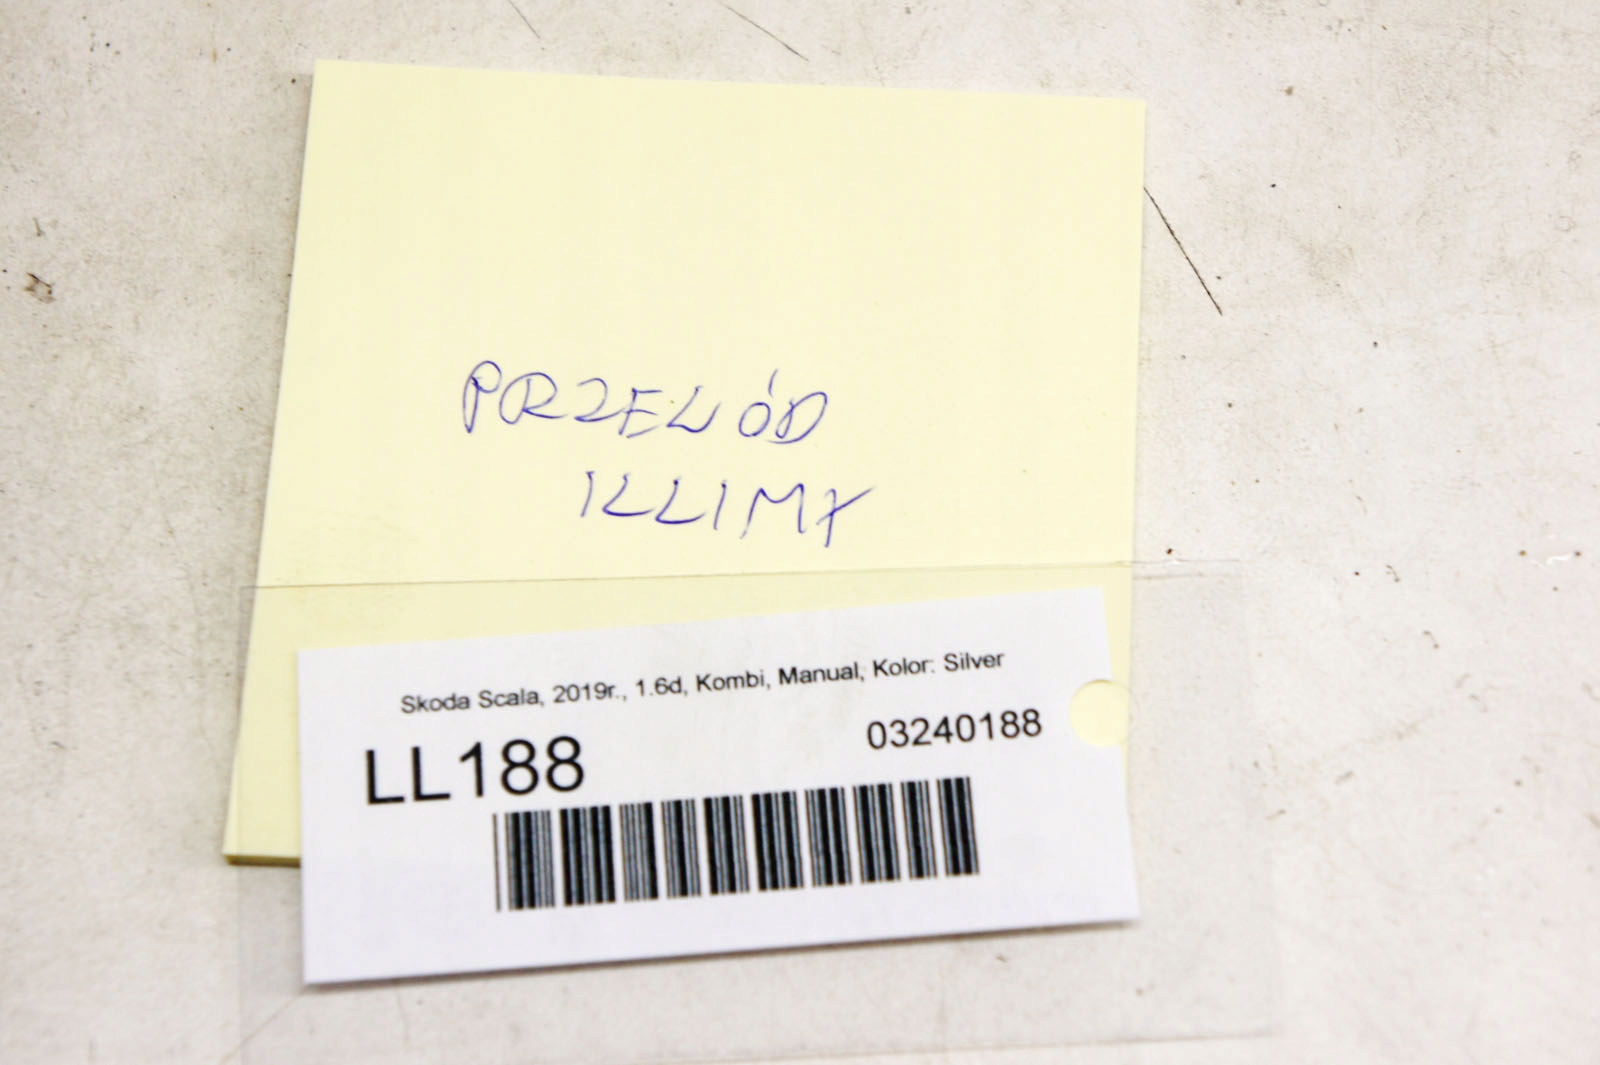 PRZEWÓD
KLIMY
Skoda Scala, 2019r., 1.6d, Kombi, Manual, Kolor: Silver
LL188
03240188